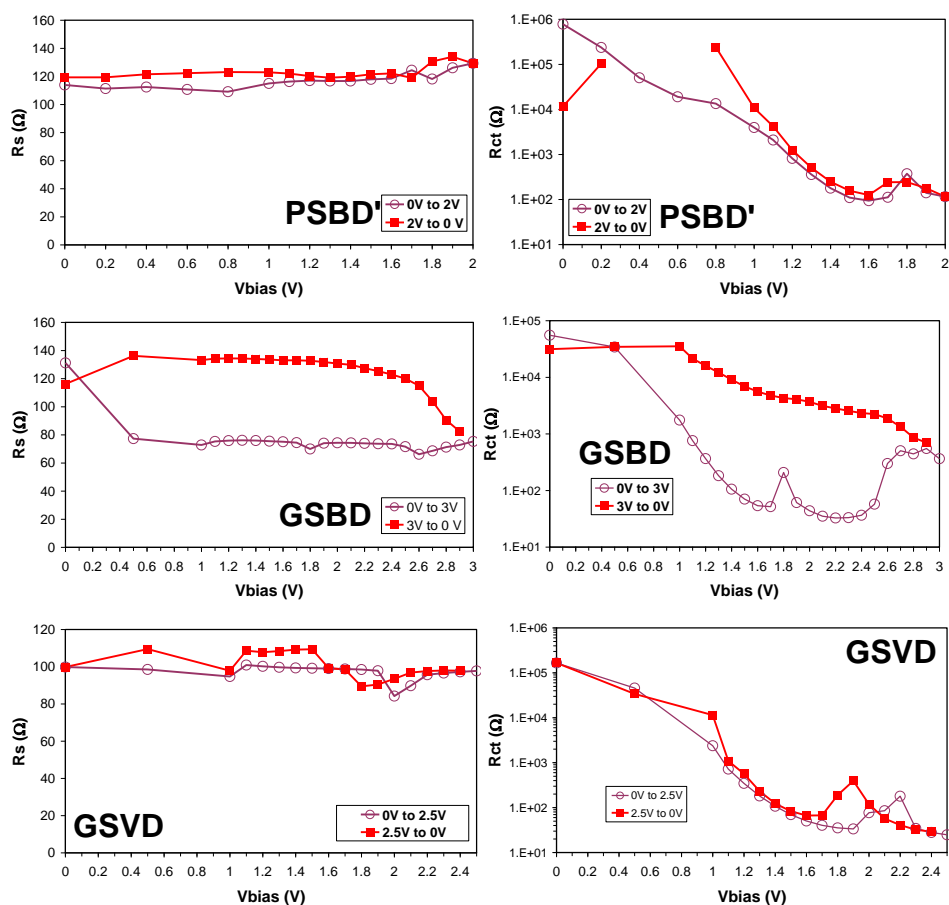 160
140
120
100
80
60
40
20
0
Rs (Ω)
PSBD'
0V to 2V
2V to 0 V
0 0.2 0.4 0.6 0.8 1 1.2 1.4 1.6 1.8 2
Vbias (V)
1.E+06
1.E+05
1.E+04
1.E+03
1.E+02
1.E+01
Rct (Ω)
0V to 2V
2V to 0V
PSBD'
0 0.2 0.4 0.6 0.8 1 1.2 1.4 1.6 1.8 2
Vbias (V)
160
140
120
100
80
60
40
20
0
Rs (Ω)
GSBD
0V to 3V
3V to 0 V
0 0.2 0.4 0.6 0.8 1 1.2 1.4 1.6 1.8 2 2.2 2.4 2.6 2.8 3
Vbias (V)
1.E+05
1.E+04
1.E+03
1.E+02
1.E+01
Rct (Ω)
GSBD
0V to 3V
3V to 0V
0 0.2 0.4 0.6 0.8 1 1.2 1.4 1.6 1.8 2 2.2 2.4 2.6 2.8 3
Vbias (V)
120
100
80
60
40
20
0
Rs (Ω)
GSVD
0V to 2.5V
2.5V to 0V
0 0.2 0.4 0.6 0.8 1 1.2 1.4 1.6 1.8 2 2.2 2.4
Vbias (V)
1.E+06
1.E+05
1.E+04
1.E+03
1.E+02
1.E+01
Rct (Ω)
GSVD
0V to 2.5V
2.5V to 0V
0 0.2 0.4 0.6 0.8 1 1.2 1.4 1.6 1.8 2 2.2 2.4
Vbias (V)